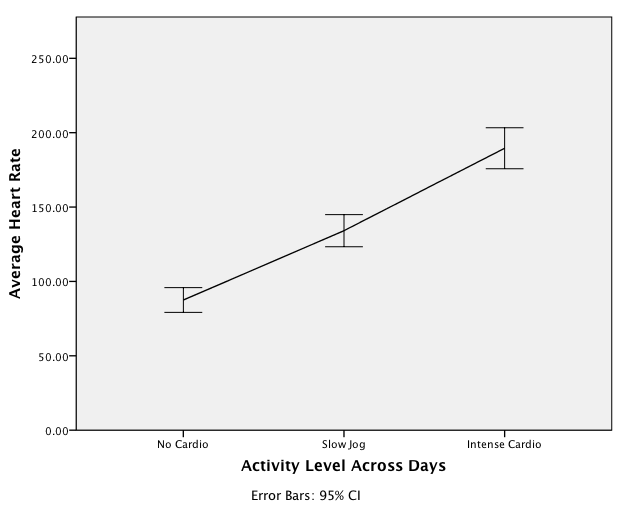 Average Heart Rate
250.00
200.00
150.00
100.00
50.00
0.00
No Cardio Slow Jog Intense Cardio
Activity Level Across Days
Error Bars: 95% CI